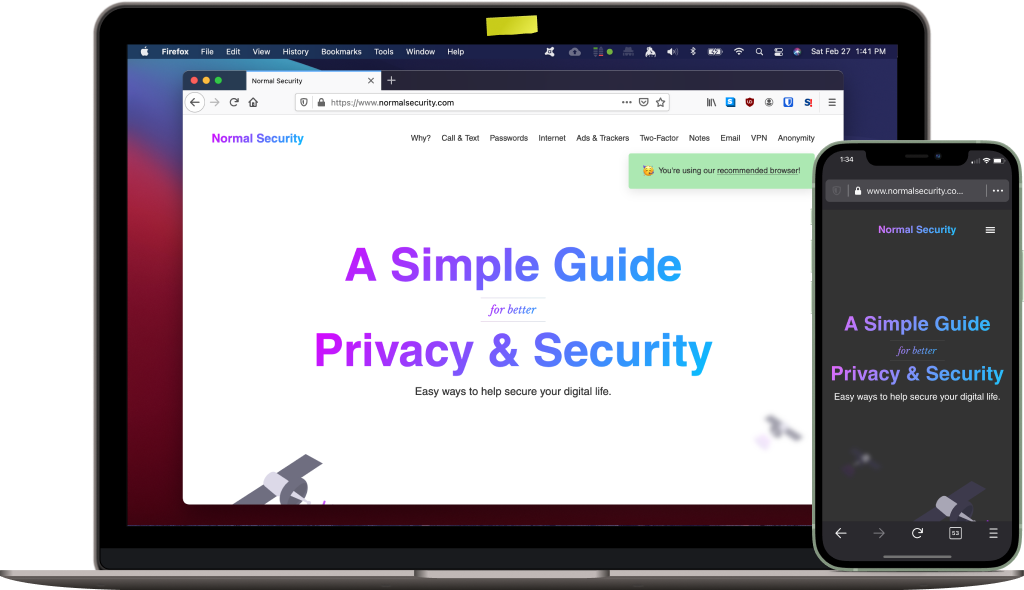 Firefox File Edit View History Bookmarks Tools Window Help Sat Feb 27 1:41 PM
Normal Security
https://www.normalsecurity.com
Normal Security Why? Call & Text Passwords Internet Ads & Trackers Two-Factor Notes Email VPN Anonymity
You're using our recommended browser!
A Simple Guide
for better
Privacy & Security
Easy ways to help secure your digital life.
1:34
www.normalsecurity.co...
Normal Security
A Simple Guide
for better
Privacy & Security
Easy ways to help secure your digital life.
53